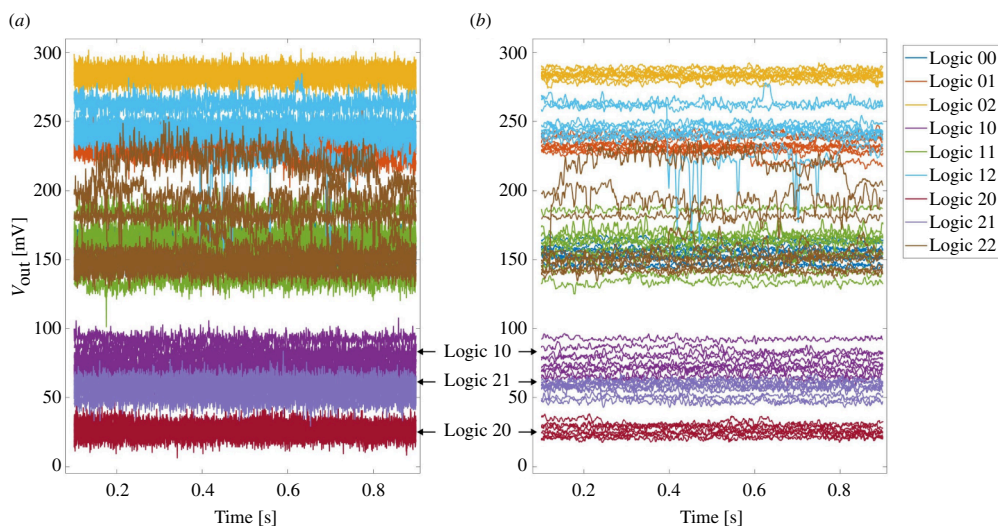 (a)
(b)
300
250
200
150
100
50
0
V_out [mV]
0.2 0.4 0.6 0.8
Time [s]
300
250
200
150
100
50
0
0.2 0.4 0.6 0.8
Time [s]
Logic 10
Logic 21
Logic 20
Logic 00
Logic 01
Logic 02
Logic 10
Logic 11
Logic 12
Logic 20
Logic 21
Logic 22